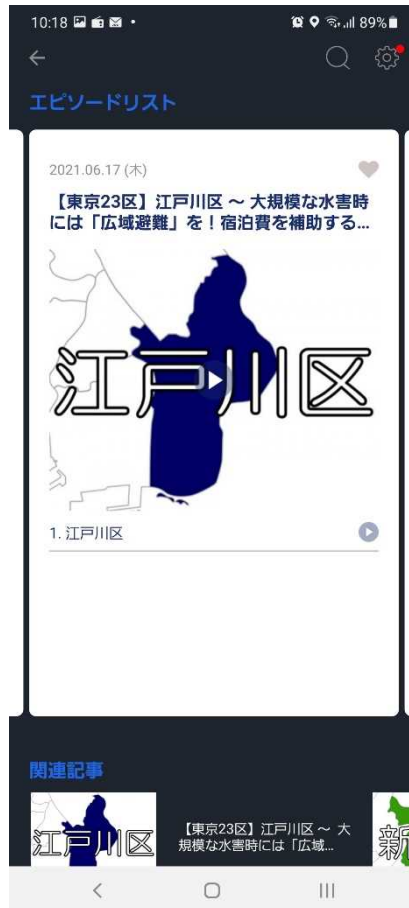 10:18
89%
エピソードリスト
2021.06.17 (木)
【東京23区】江戸川区 ～ 大規模な水害時
には「広域避難」を！宿泊費を補助する...
江戸川区
1. 江戸川区
関連記事
江戸川区
【東京23区】江戸川区 ～ 大
規模な水害時には「広域...
新